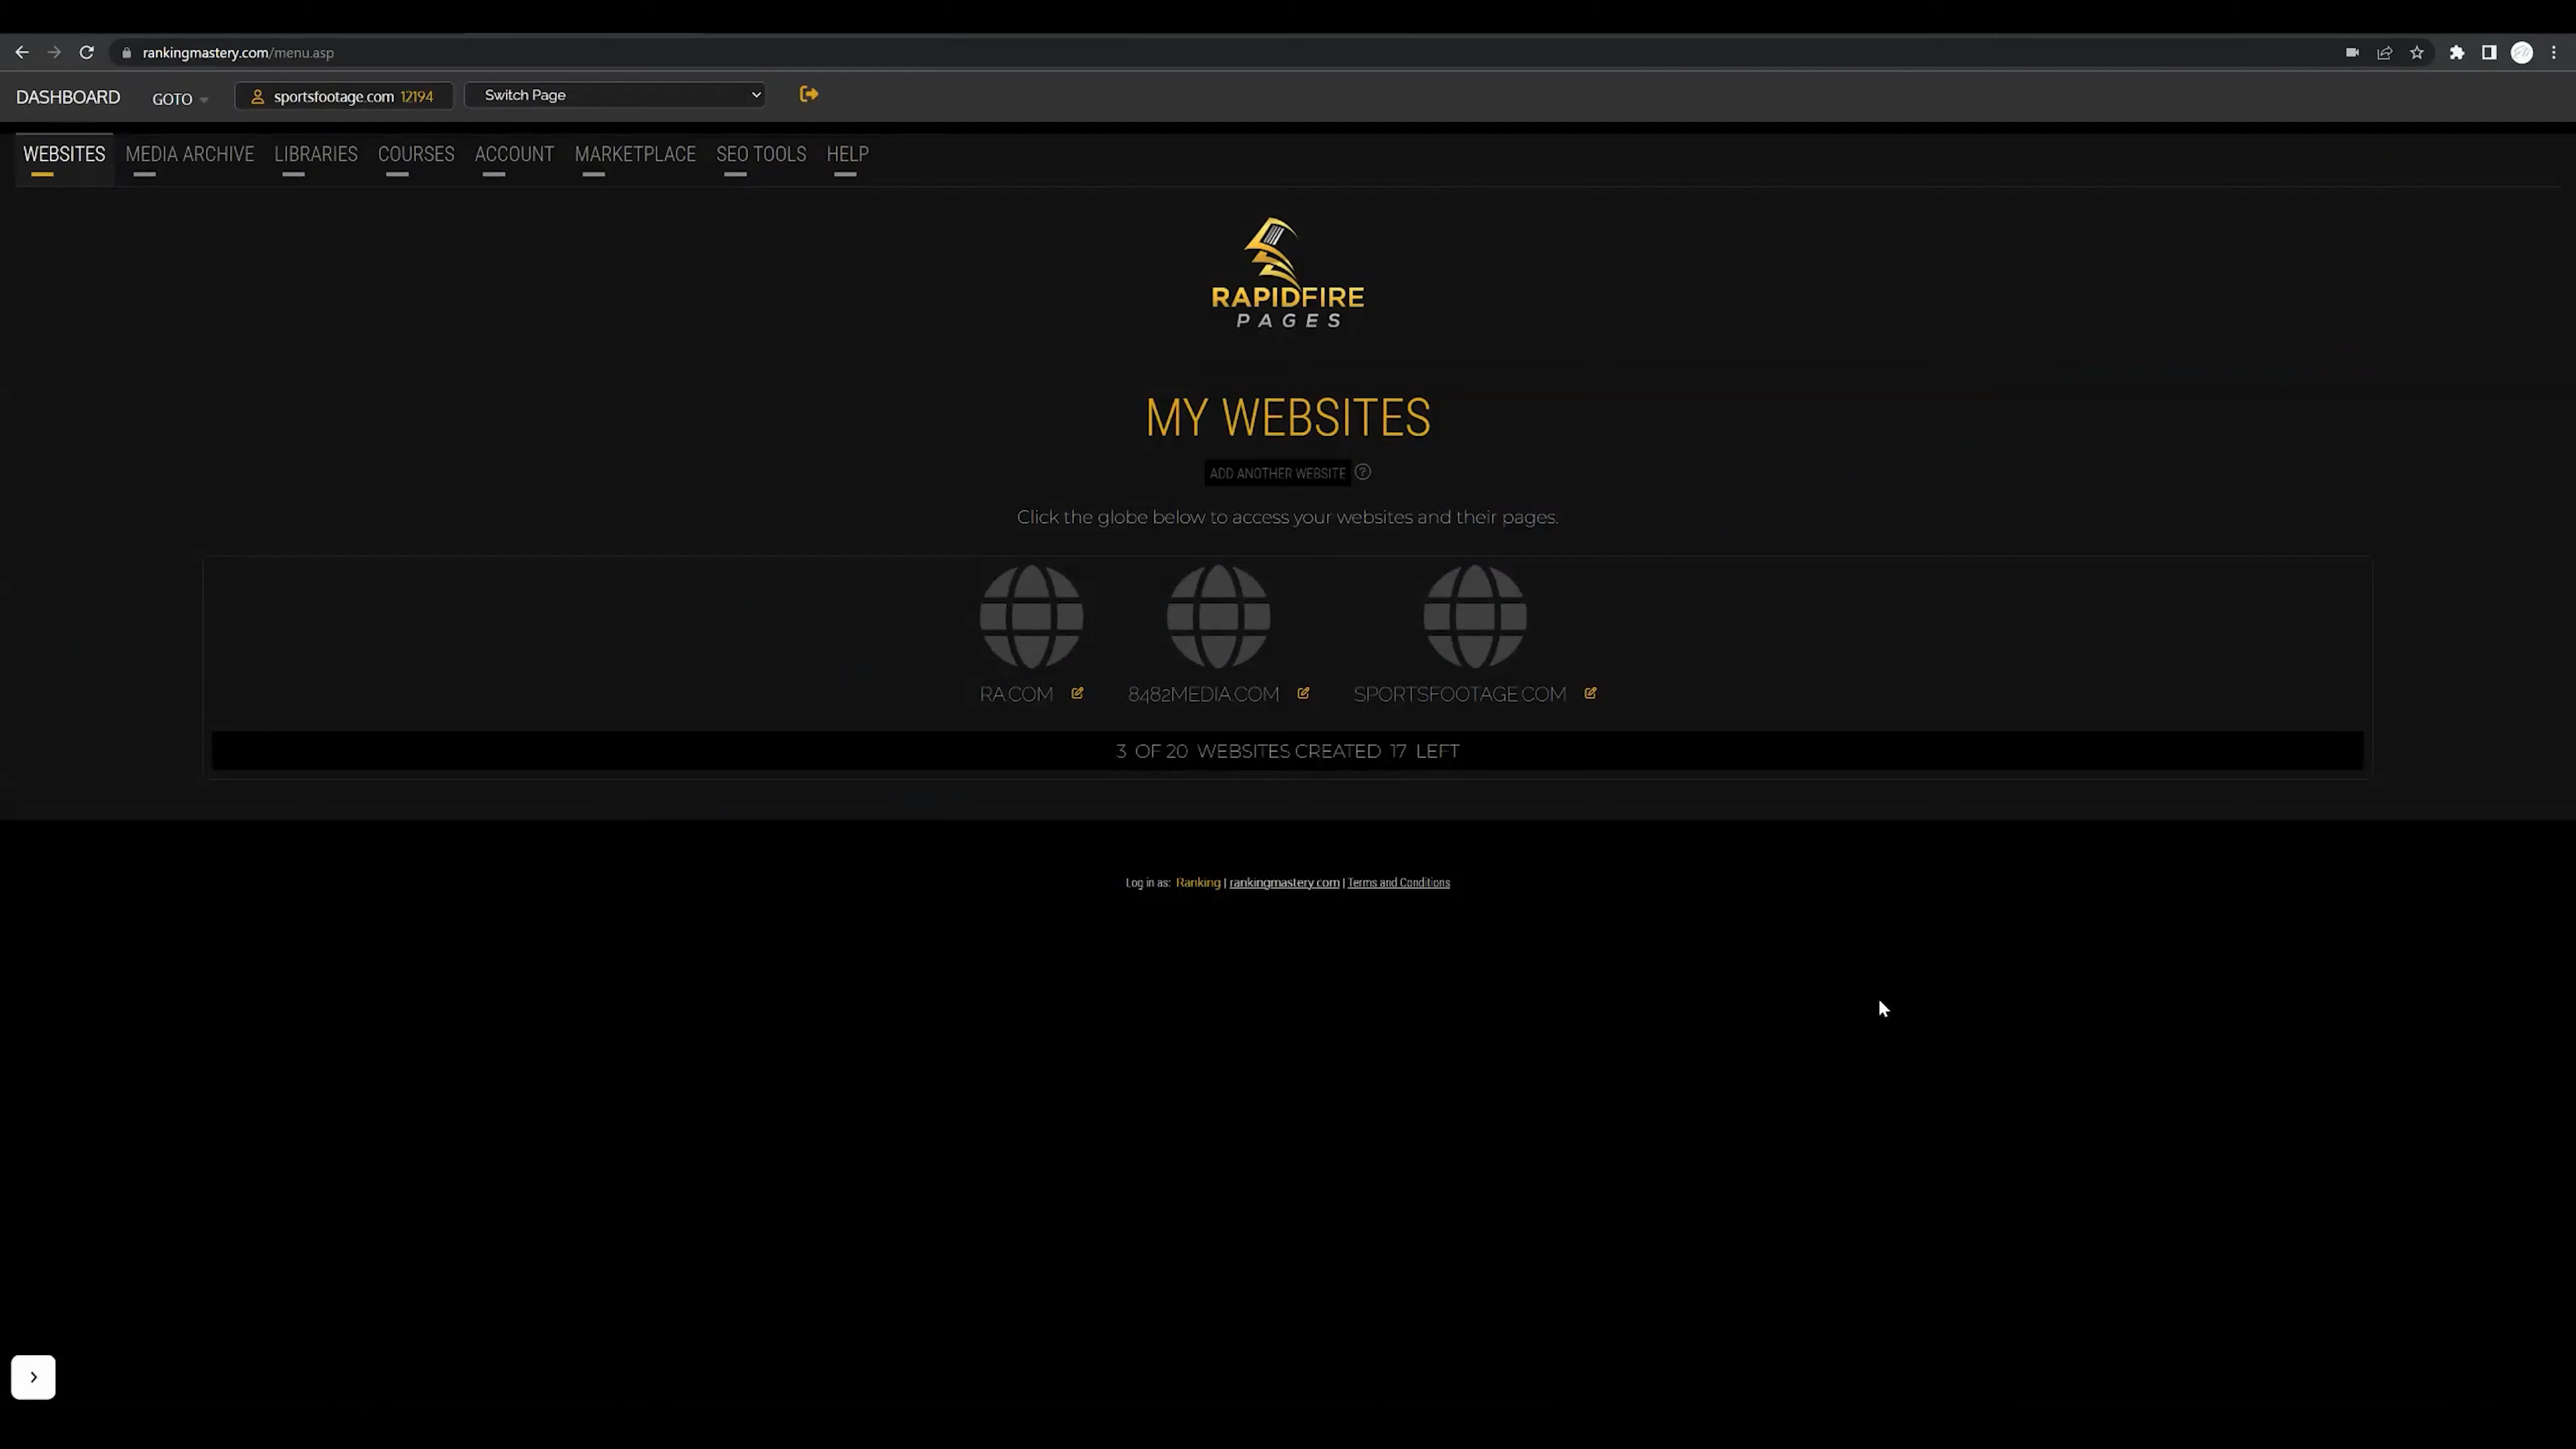 rankingmastery.com/menu.asp
DASHBOARD GOTO sportsfootage.com 12194 Switch Page
WEBSITES MEDIA ARCHIVE LIBRARIES COURSES ACCOUNT MARKETPLACE SEO TOOLS HELP
RAPIDFIRE
PAGES
MY WEBSITES
ADD ANOTHER WEBSITE ?
Click the globe below to access your websites and their pages.
RA.COM 8482MEDIA.COM SPORTSFOOTAGE.COM
3 OF 20 WEBSITES CREATED 17 LEFT
Log in as: Ranking | rankingmastery.com | Terms and Conditions